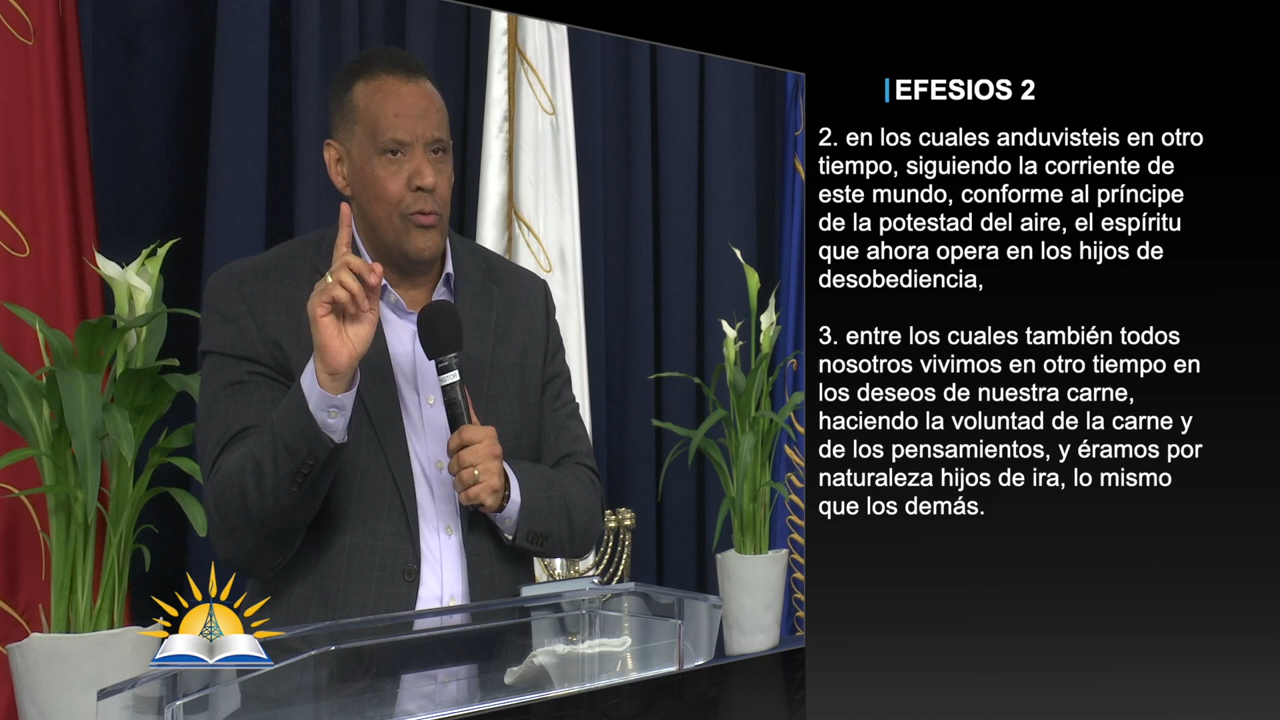 EFESIOS 2
2. en los cuales anduvisteis en otro
tiempo, siguiendo la corriente de
este mundo, conforme al príncipe
de la potestad del aire, el espíritu
que ahora opera en los hijos de
desobediencia,
3. entre los cuales también todos
nosotros vivimos en otro tiempo en
los deseos de nuestra carne,
haciendo la voluntad de la carne y
de los pensamientos, y éramos por
naturaleza hijos de ira, lo mismo
que los demás.
PASTOR